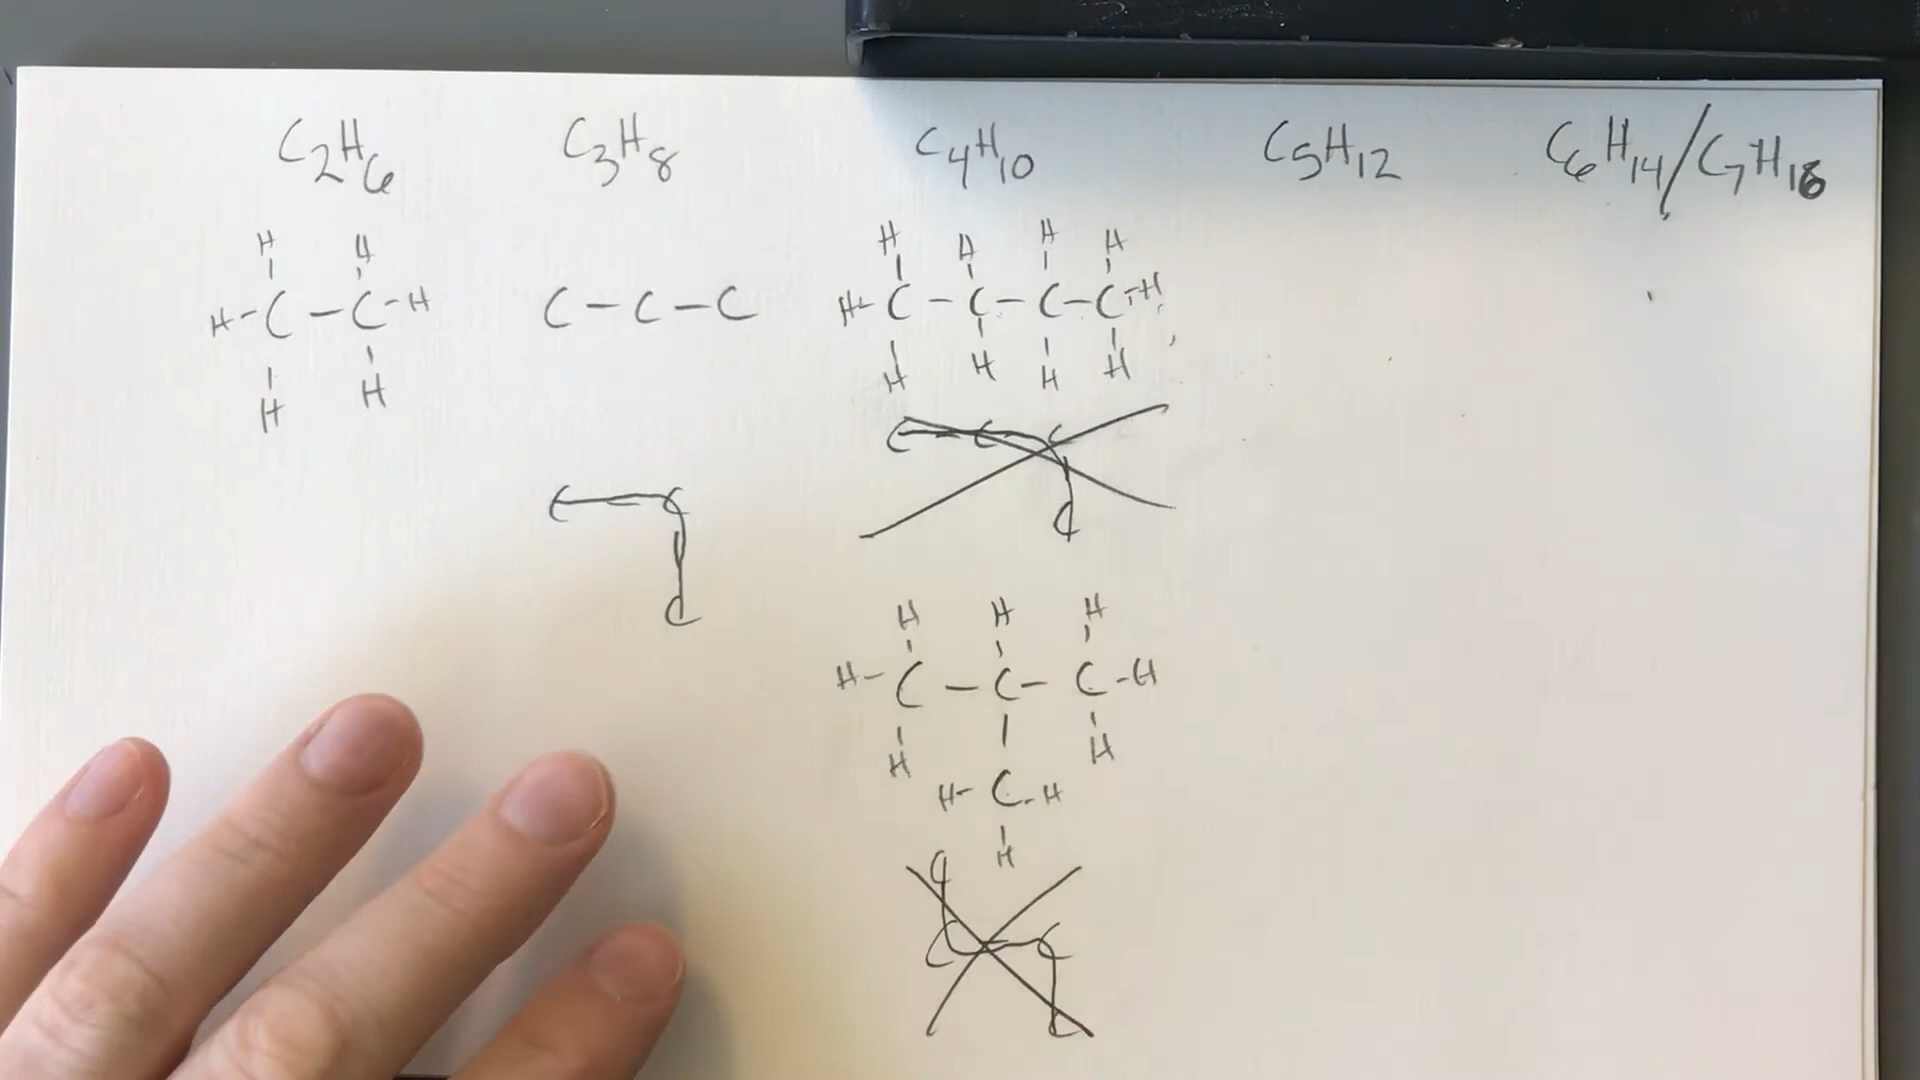 C2H6 C3H8 C4H10 C5H12 C6H14/C7H18
H H
H-C-C-H
H H
C-C-C
H H H H
H-C-C-C-C-H
H H H H
C-C-C
C
C-C
C
H H H
H-C-C-C-H
H H
H-C-H
H
C
C-C
C